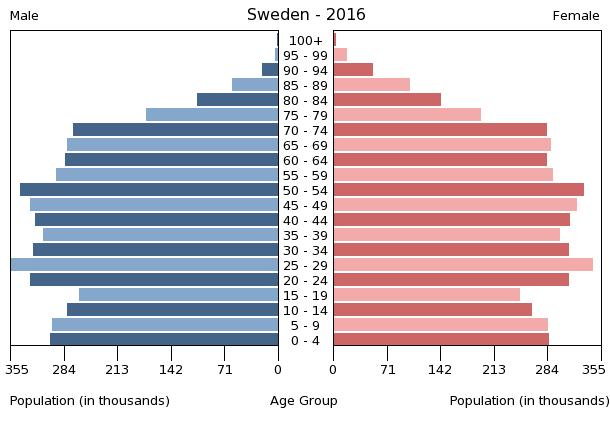 Male Sweden - 2016 Female
100+
95 - 99
90 - 94
85 - 89
80 - 84
75 - 79
70 - 74
65 - 69
60 - 64
55 - 59
50 - 54
45 - 49
40 - 44
35 - 39
30 - 34
25 - 29
20 - 24
15 - 19
10 - 14
5 - 9
0 - 4
355 284 213 142 71 0 0 71 142 213 284 355
Population (in thousands) Age Group Population (in thousands)